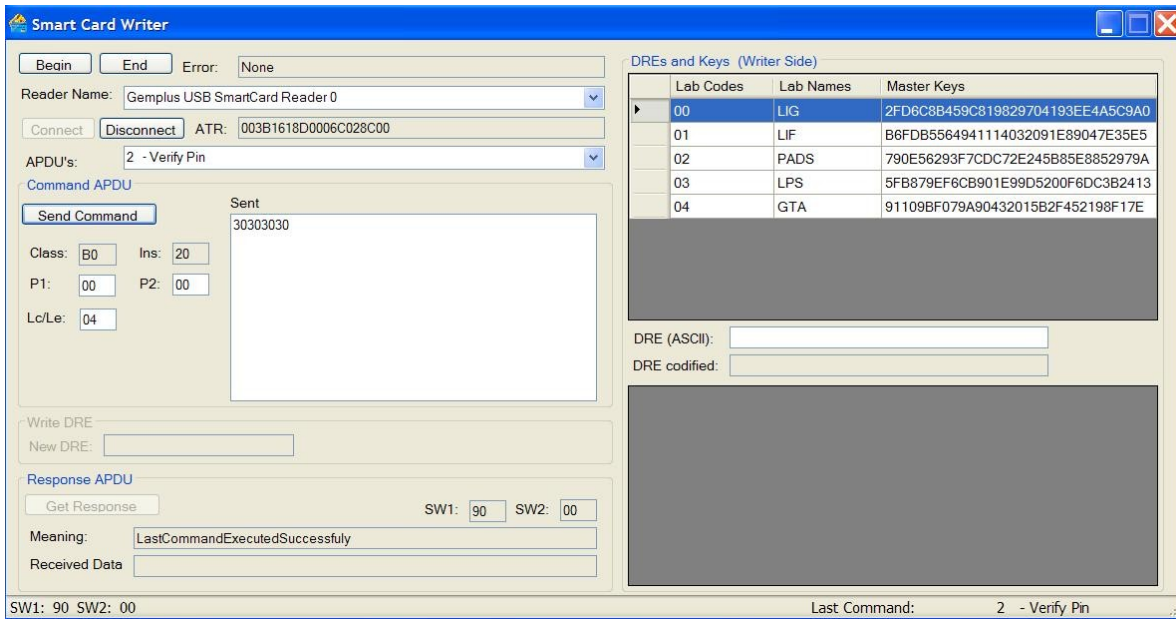 Smart Card Writer
Begin End Error: None
Reader Name: Gemplus USB SmartCard Reader 0
Connect Disconnect ATR: 003B1618D0006C028C00
APDU's: 2 - Verify Pin
Command APDU
Send Command
Sent
30303030
Class: B0 Ins: 20
P1: 00 P2: 00
Lc/Le: 04
Write DRE
New DRE:
Response APDU
Get Response SW1: 90 SW2: 00
Meaning: LastCommandExecutedSuccessfuly
Received Data
DREs and Keys (Writer Side)
Lab Codes Lab Names Master Keys
00 LIG 2FD6C8B459C819829704193EE4A5C9A0
01 LIF B6FDB5564941114032091E89047E35E5
02 PADS 790E56293F7CDC72E245B85E8852979A
03 LPS 5FB879EF6CB901E99D5200F6DC3B2413
04 GTA 91109BF079A90432015B2F452198F17E
DRE (ASCII):
DRE codified:
SW1: 90 SW2: 00 Last Command: 2 - Verify Pin